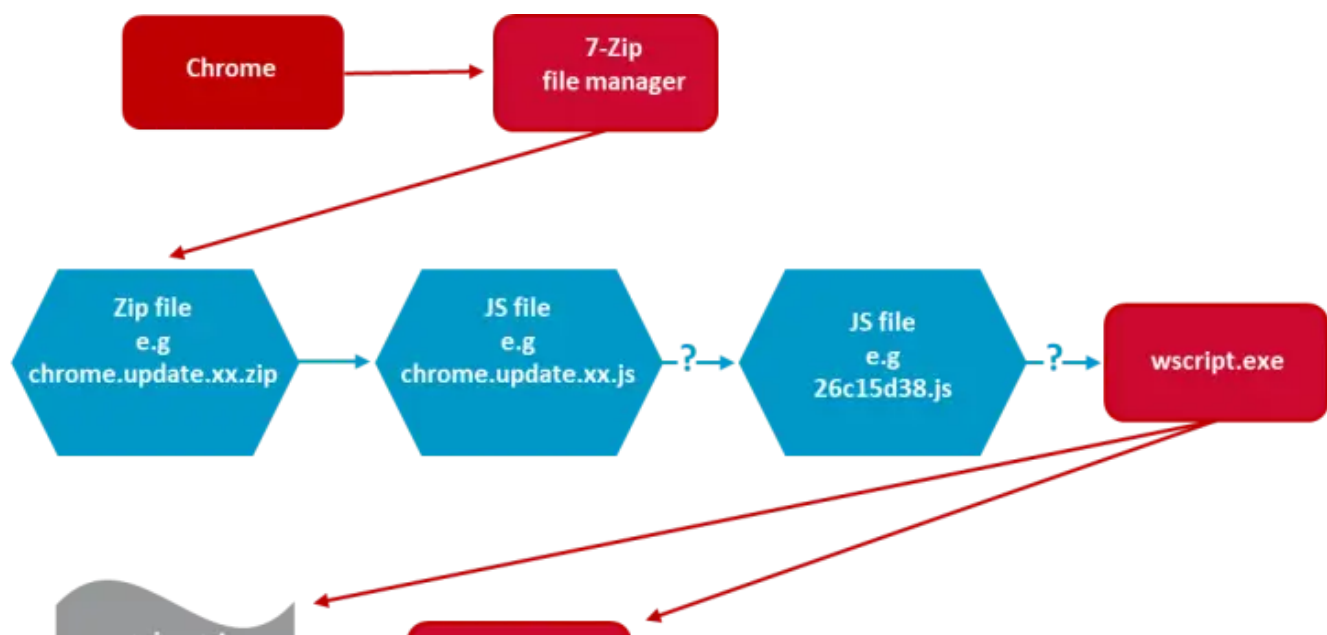 Chrome
7-Zip
file manager
Zip file
e.g
chrome.update.xx.zip
JS file
e.g
chrome.update.xx.js
?
JS file
e.g
26c15d38.js
?
wscript.exe